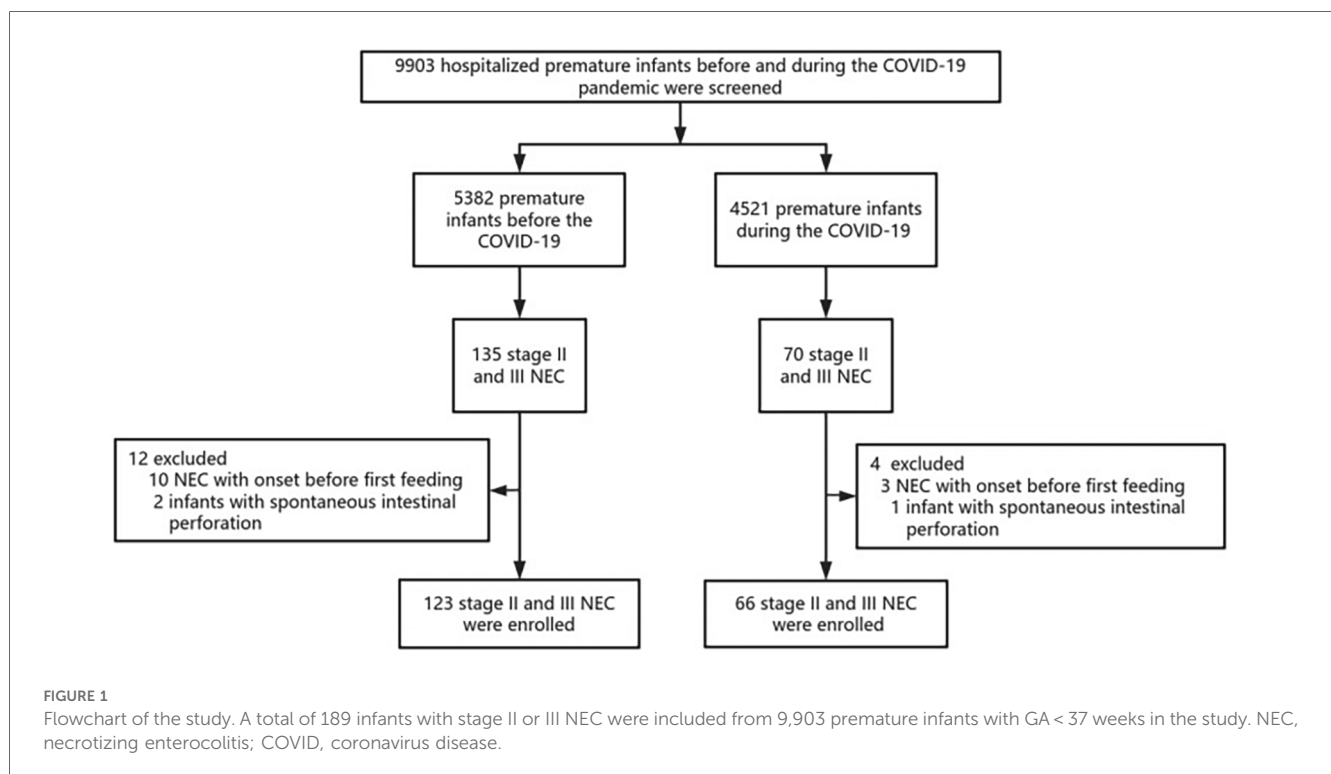 9903 hospitalized premature infants before and during the COVID-19
pandemic were screened
5382 premature
infants before the
COVID-19
4521 premature infants
during the COVID-19
135 stage II
and III NEC
70 stage II
and III NEC
12 excluded
10 NEC with onset before first feeding
2 infants with spontaneous intestinal
perforation
4 excluded
3 NEC with onset before first feeding
1 infant with spontaneous intestinal
perforation
123 stage II and III NEC
were enrolled
66 stage II and III NEC
were enrolled
FIGURE 1
Flowchart of the study. A total of 189 infants with stage II or III NEC were included from 9,903 premature infants with GA < 37 weeks in the study. NEC,
necrotizing enterocolitis; COVID, coronavirus disease.